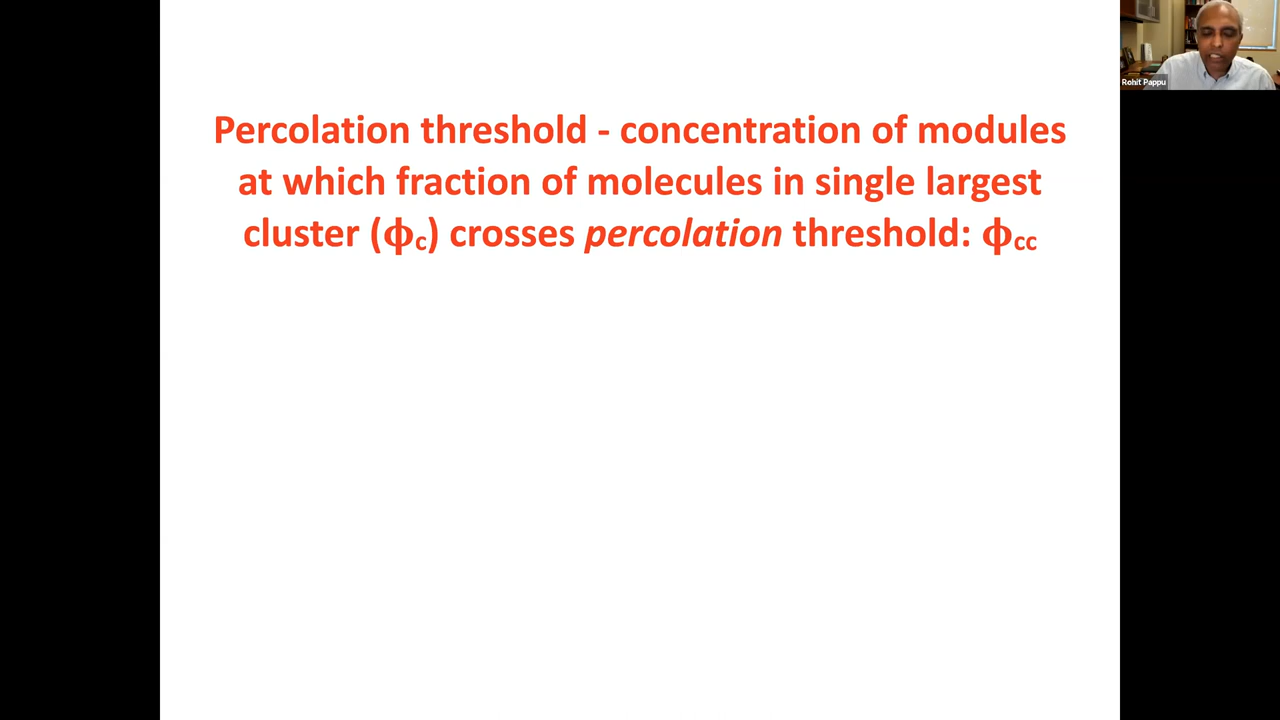 Percolation threshold - concentration of modules
at which fraction of molecules in single largest
cluster (ϕc) crosses percolation threshold: ϕcc
Rohit Pappu